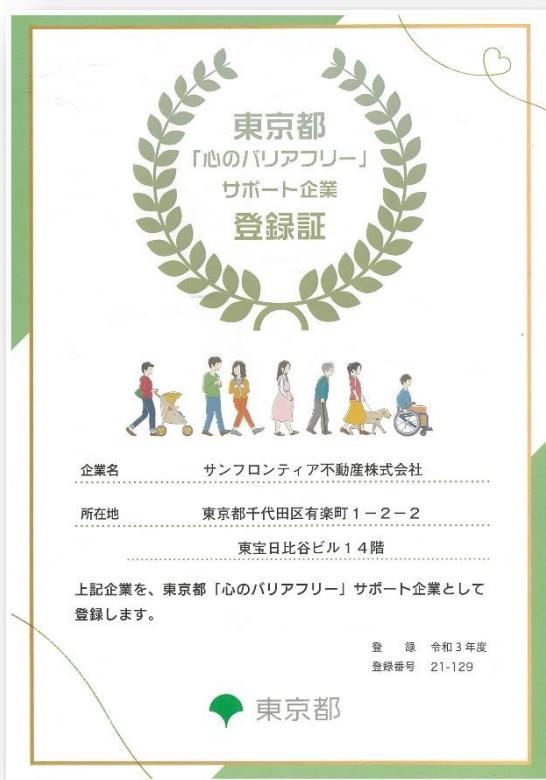 東京都
「心のバリアフリー」
サポート企業
登録証
企業名 サンフロンティア不動産株式会社
所在地 東京都千代田区有楽町1-2-2
東宝日比谷ビル14階
上記企業を、東京都「心のバリアフリー」サポート企業として
登録します。
登 録 令和3年度
登録番号 21-129
東京都